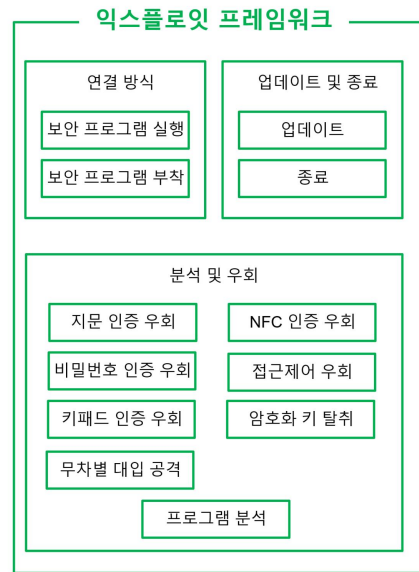 익스플로잇 프레임워크
연결 방식
보안 프로그램 실행
보안 프로그램 부착
업데이트 및 종료
업데이트
종료
분석 및 우회
지문 인증 우회
NFC 인증 우회
비밀번호 인증 우회
접근제어 우회
키패드 인증 우회
암호화 키 탈취
무차별 대입 공격
프로그램 분석